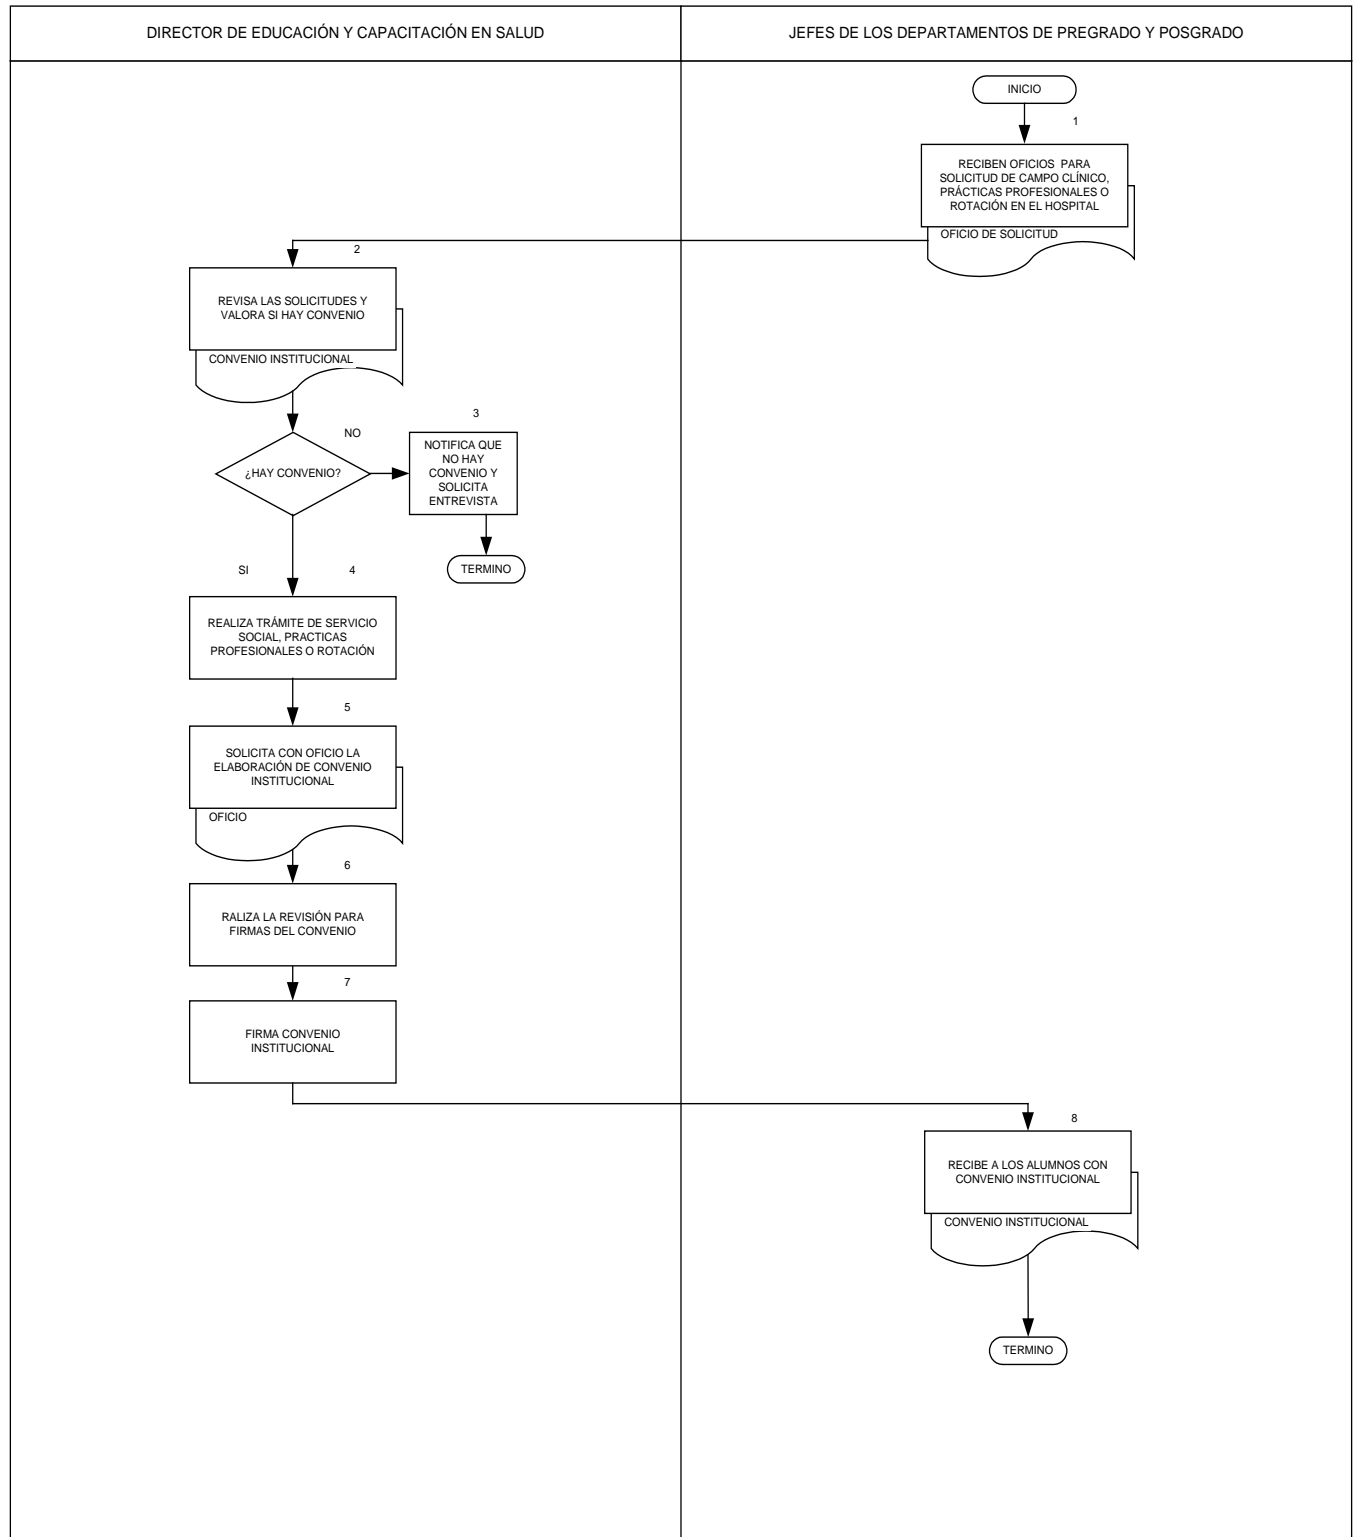 DIRECTOR DE EDUCACIÓN Y CAPACITACIÓN EN SALUD
JEFES DE LOS DEPARTAMENTOS DE PREGRADO Y POSGRADO
INICIO
1
RECIBEN OFICIOS PARA
SOLICITUD DE CAMPO CLÍNICO,
PRÁCTICAS PROFESIONALES O
ROTACIÓN EN EL HOSPITAL
OFICIO DE SOLICITUD
2
REVISA LAS SOLICITUDES Y
VALORA SI HAY CONVENIO
CONVENIO INSTITUCIONAL
¿HAY CONVENIO?
NO
3
NOTIFICA QUE
NO HAY
CONVENIO Y
SOLICITA
ENTREVISTA
TERMINO
SI
4
REALIZA TRÁMITE DE SERVICIO
SOCIAL, PRACTICAS
PROFESIONALES O ROTACIÓN
5
SOLICITA CON OFICIO LA
ELABORACIÓN DE CONVENIO
INSTITUCIONAL
OFICIO
6
RALIZA LA REVISIÓN PARA
FIRMAS DEL CONVENIO
7
FIRMA CONVENIO
INSTITUCIONAL
8
RECIBE A LOS ALUMNOS CON
CONVENIO INSTITUCIONAL
CONVENIO INSTITUCIONAL
TERMINO